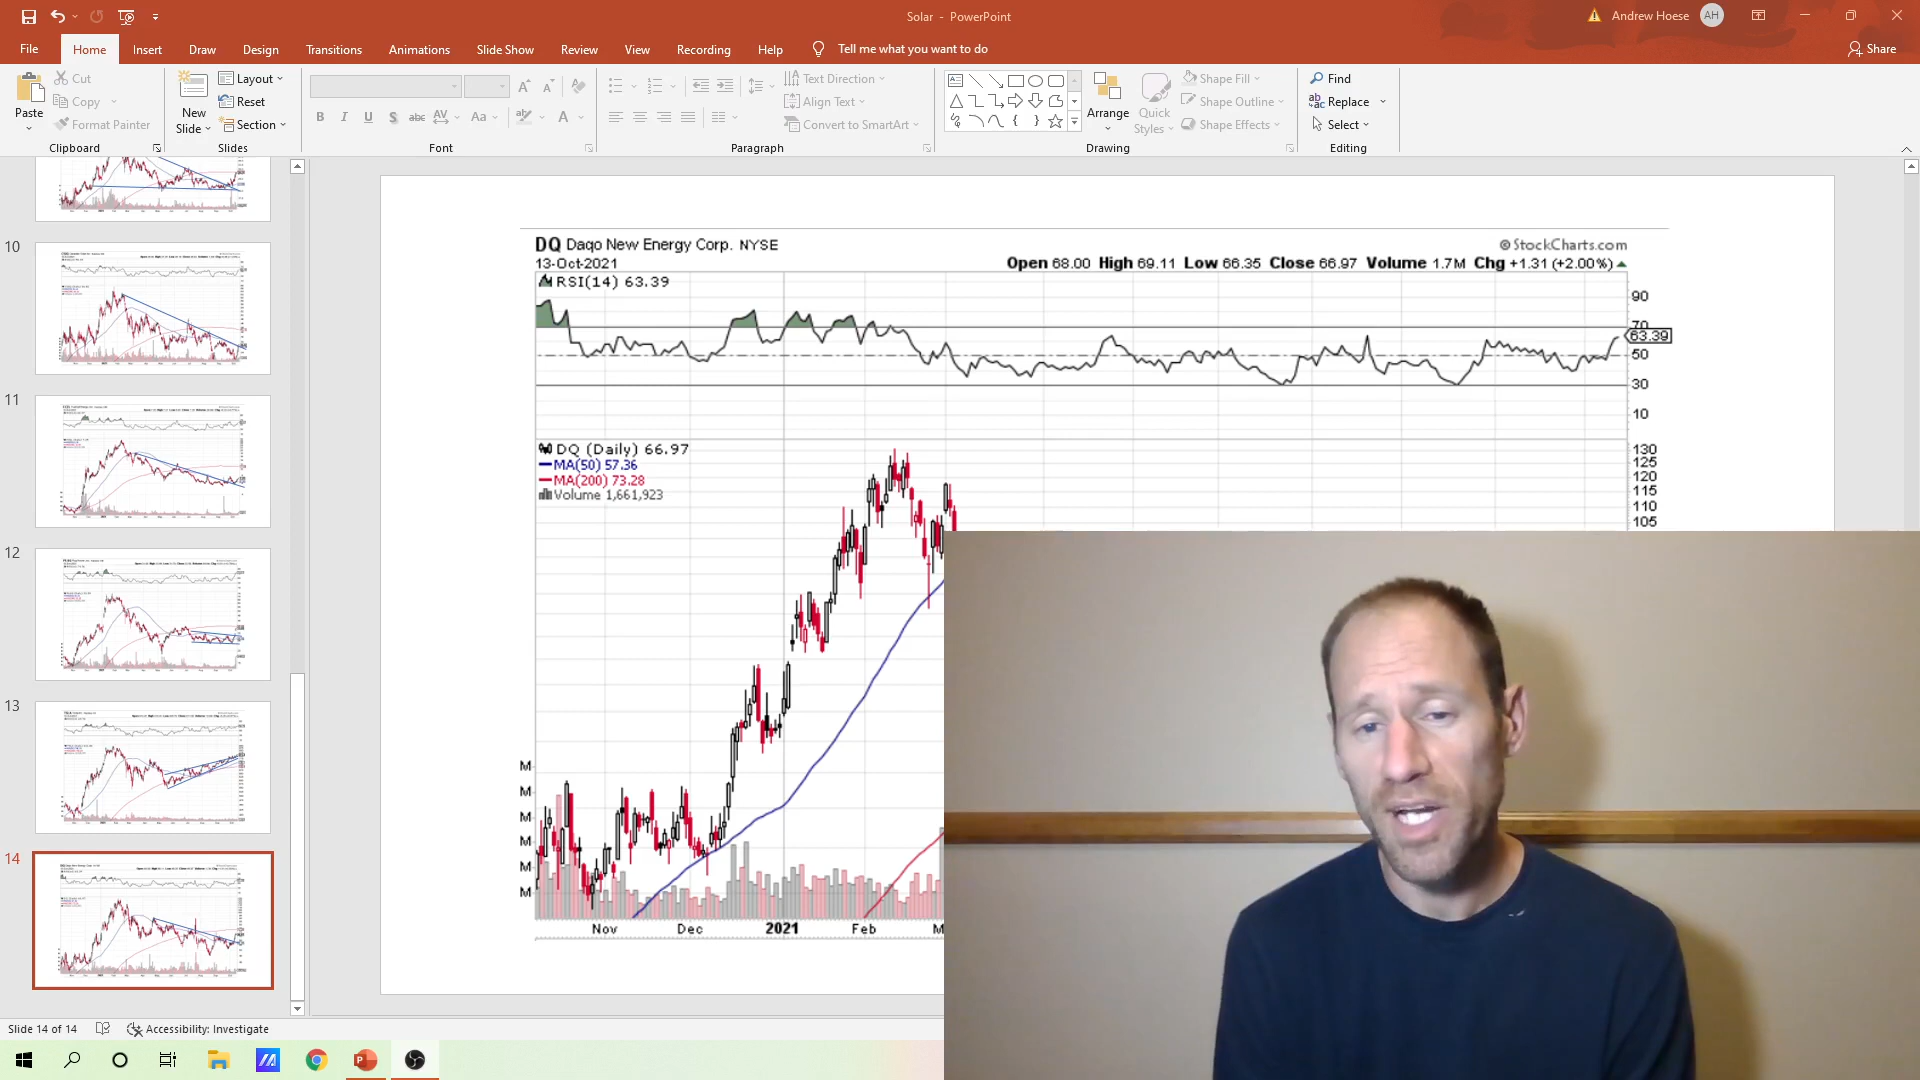 Solar - PowerPoint
Andrew Hoese
AH
File Home Insert Draw Design Transitions Animations Slide Show Review View Recording Help Tell me what you want to do
Share
Paste
Cut
Copy
Format Painter
Clipboard
New
Slide
Layout
Reset
Section
Slides
B I U S abc AV Aa A
Font
Text Direction
Align Text
Convert to SmartArt
Paragraph
Arrange
Quick
Styles
Shape Fill
Shape Outline
Shape Effects
Drawing
Find
Replace
Select
Editing
10
11
12
13
14
DQ Daqo New Energy Corp. NYSE
© StockCharts.com
13-Oct-2021
Open 68.00 High 69.11 Low 66.35 Close 66.97 Volume 1.7M Chg +1.31 (+2.00%)
RSI(14) 63.39
90
70
63.39
50
30
10
DQ (Daily) 66.97
MA(50) 57.36
MA(200) 73.28
Volume 1,661,923
130
125
120
115
110
105
M
M
M
M
M
M
Nov Dec 2021 Feb M
Slide 14 of 14
Accessibility: Investigate